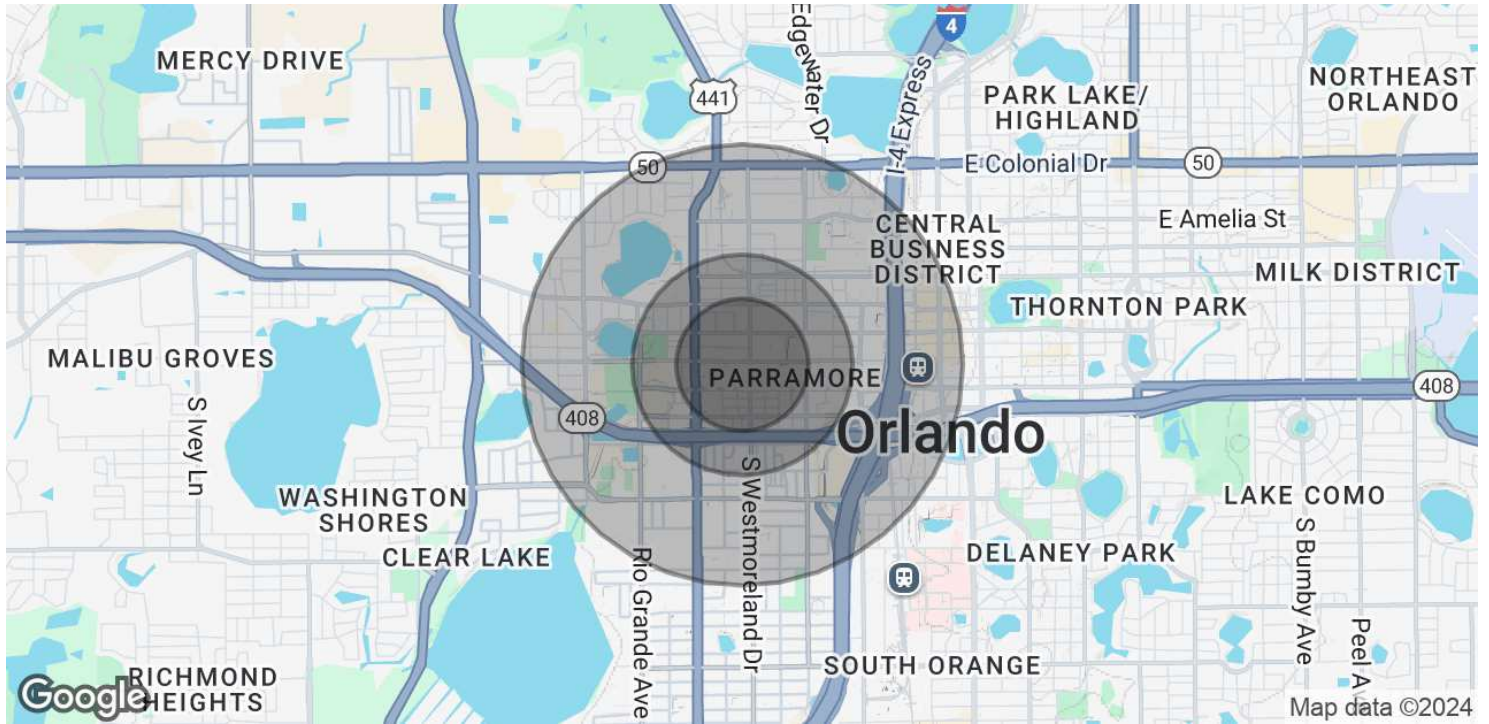 MERCY DRIVE
441
Edgewater Dr
4
I-4 Express
PARK LAKE/
HIGHLAND
NORTHEAST
ORLANDO
50
E Colonial Dr
50
CENTRAL
BUSINESS
DISTRICT
E Amelia St
MILK DISTRICT
THORNTON PARK
MALIBU GROVES
S Ivey Ln
PARRAMORE
408
408
Orlando
WASHINGTON
SHORES
CLEAR LAKE
Rio Grande Ave
S Westmoreland Dr
DELANEY PARK
LAKE COMO
S Bumby Ave
Peel Av
SOUTH ORANGE
RICHMOND
HEIGHTS
Google
Map data ©2024